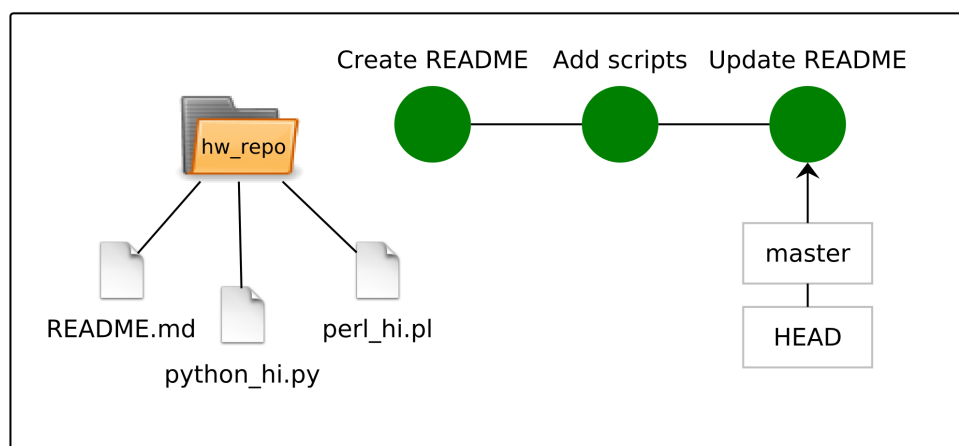 Create README
Add scripts
Update README
hw_repo
master
README.md
perl_hi.pl
HEAD
python_hi.py